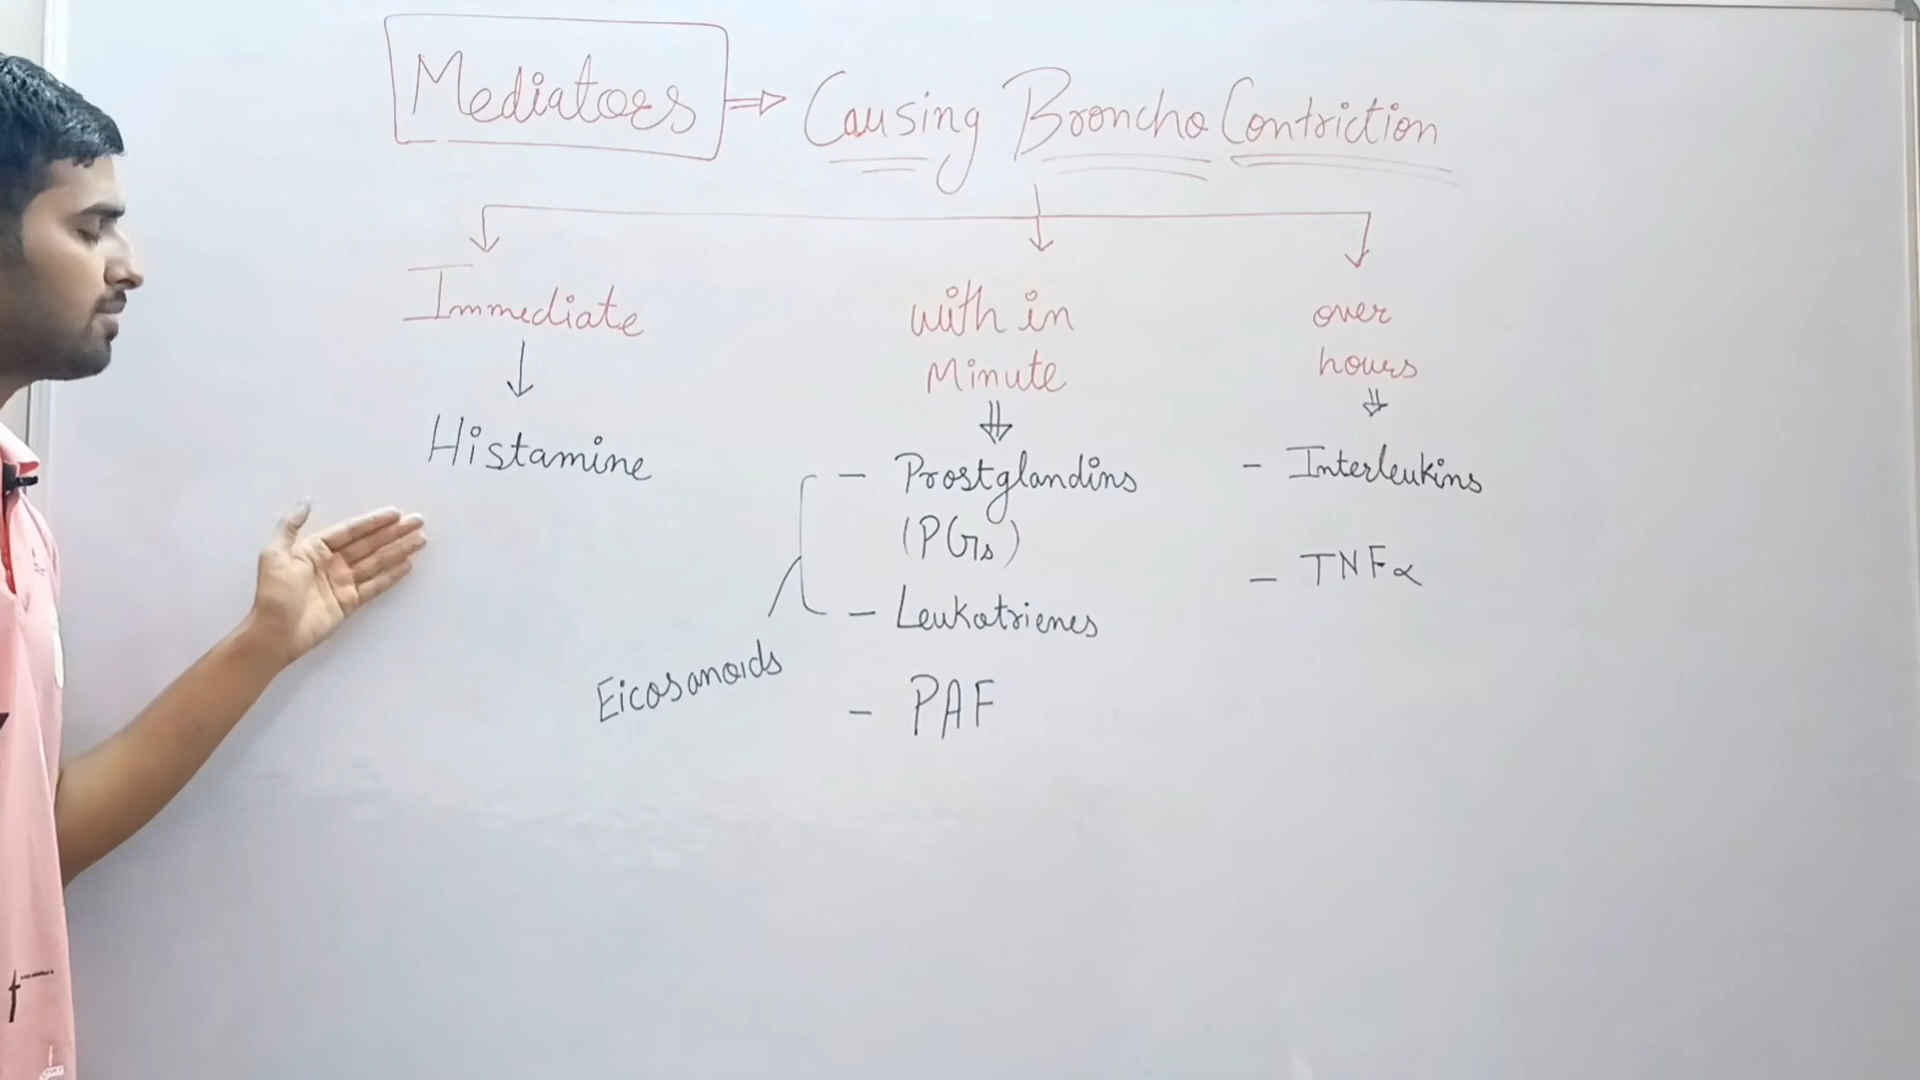 Mediators ⇒ Causing Broncho Contriction
Immediate
Histamine
with in
Minute
- Prostglandins
(PGs)
- Leukotrienes
Eicosanoids
- PAF
over
hours
- Interleukins
- TNFα